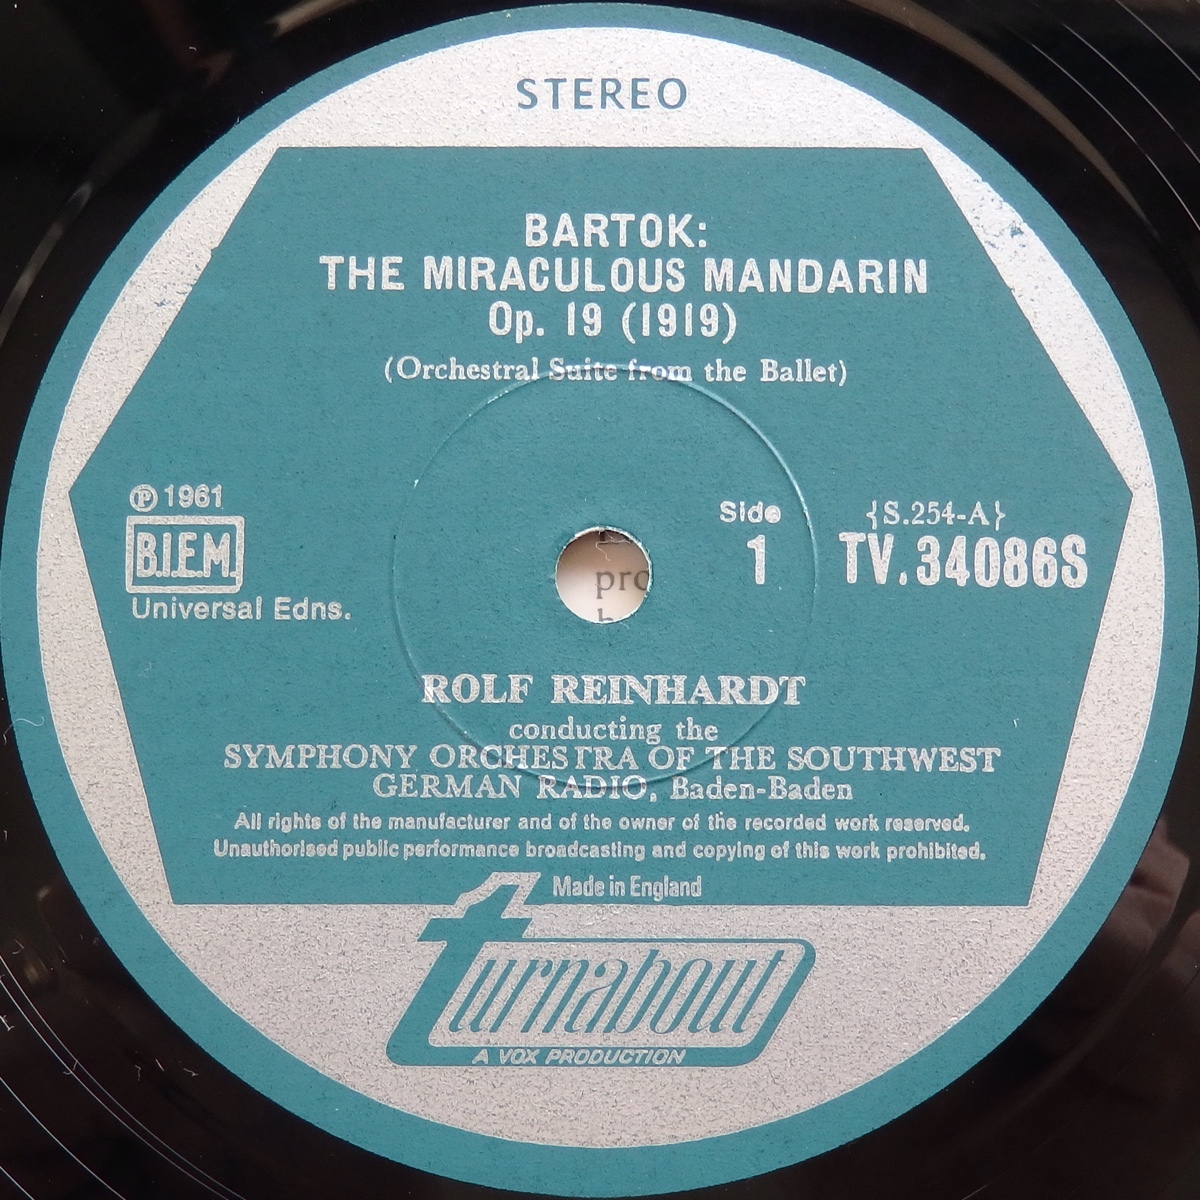 STEREO
BARTOK:
THE MIRACULOUS MANDARIN
Op. 19 (1919)
(Orchestral Suite from the Ballet)
℗ 1961
B.I.E.M.
Universal Edns.
Side
1
{S.254-A}
TV.34086S
pro
ROLF REINHARDT
conducting the
SYMPHONY ORCHESTRA OF THE SOUTHWEST
GERMAN RADIO, Baden-Baden
All rights of the manufacturer and of the owner of the recorded work reserved.
Unauthorised public performance broadcasting and copying of this work prohibited.
Made in England
turnabout
A VOX PRODUCTION